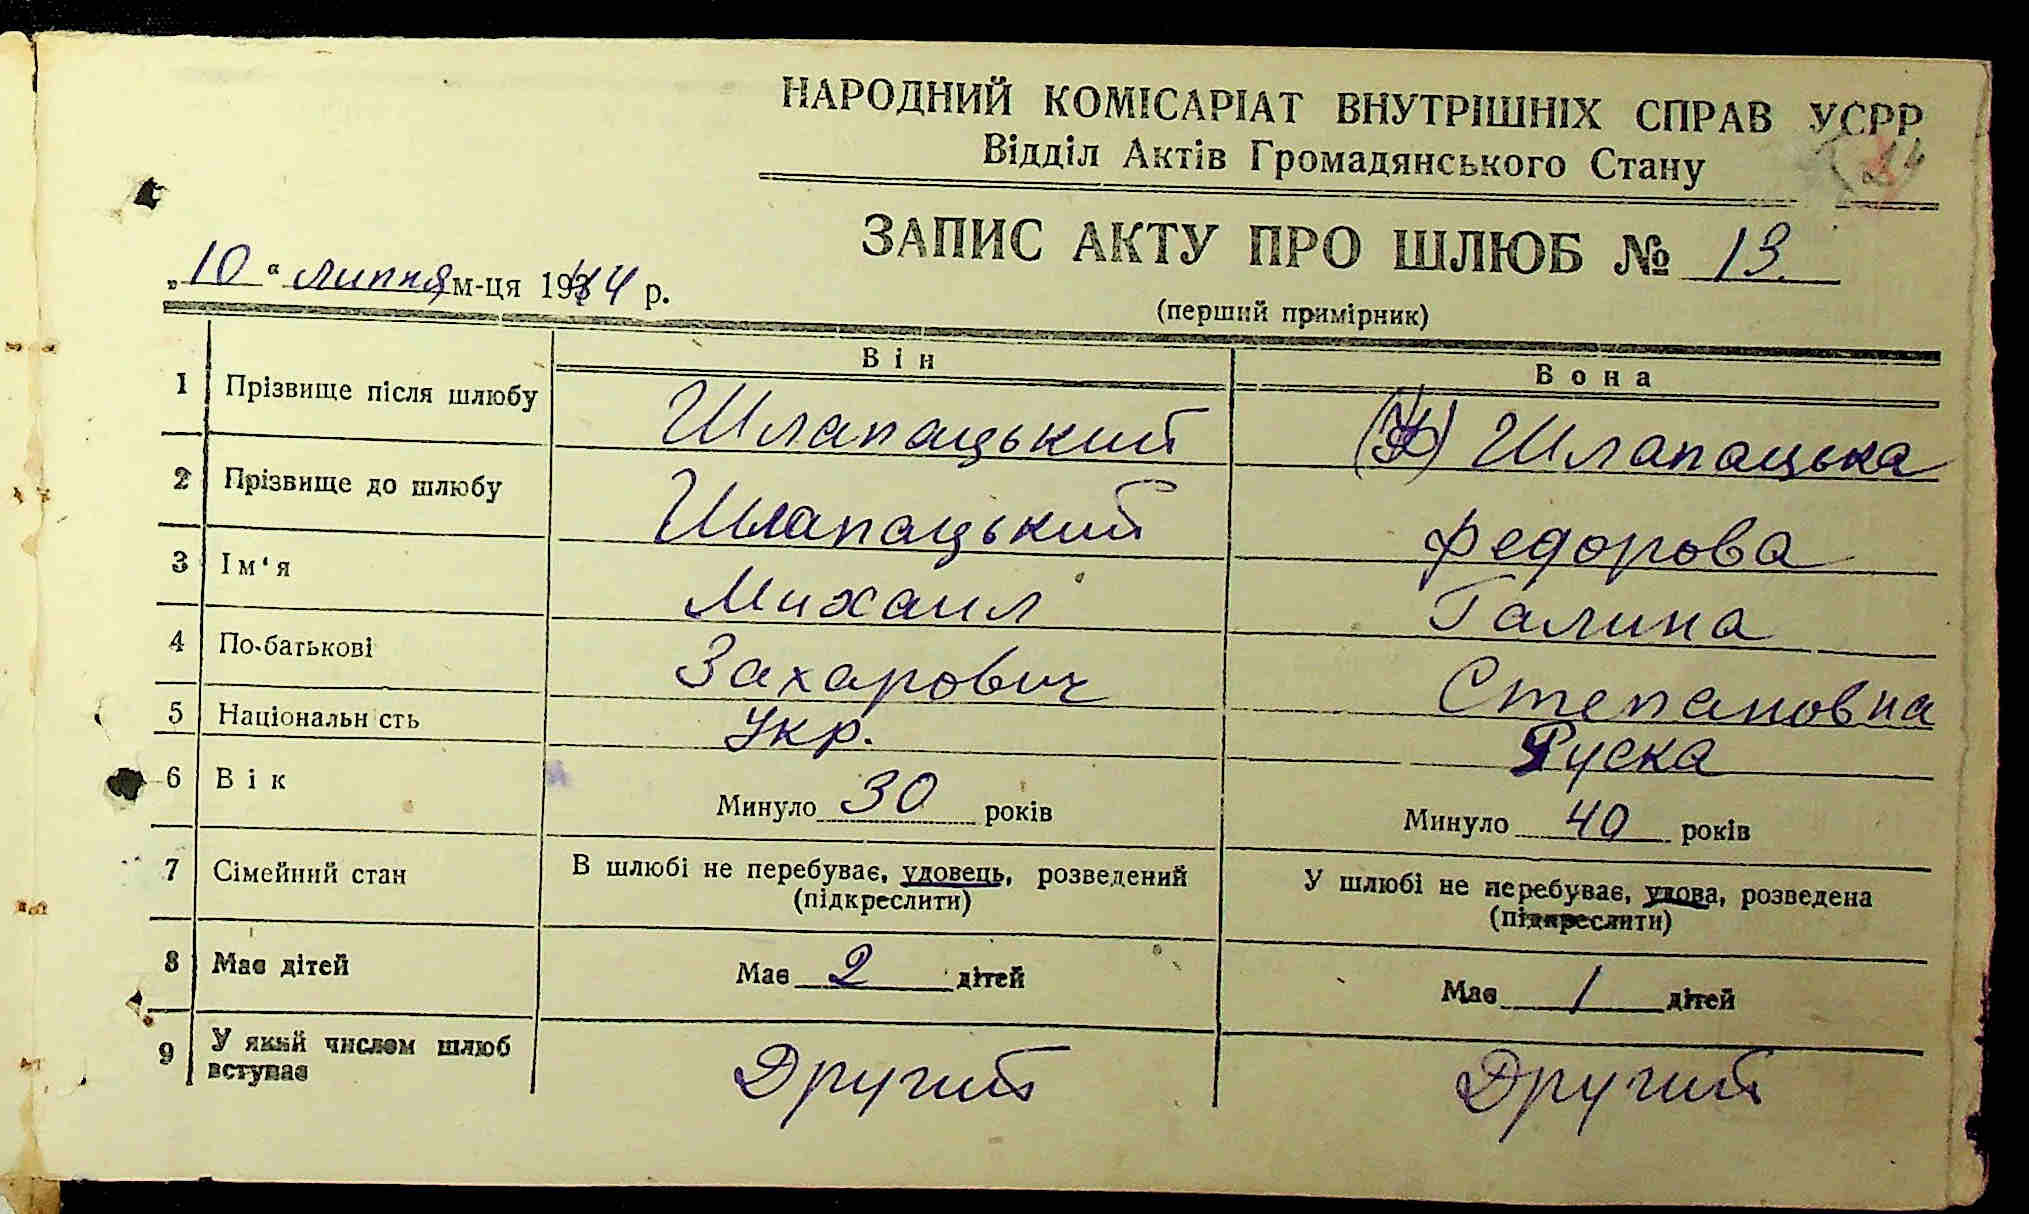 НАРОДНИЙ КОМІСАРІАТ ВНУТРІШНІХ СПРАВ УСРР
Відділ Актів Громадянського Стану
ЗАПИС АКТУ ПРО ШЛЮБ № 13
„10“ липня м-ця 1944 р.
(перший примірник)
Він Вона
1 Прізвище після шлюбу Шлапацький Шлапацька
2 Прізвище до шлюбу Шлапацький Федорова
3 Ім‘я Михаил Галина
4 По-батькові Захарович Степановна
5 Національн сть Укр. Руска
6 Вік Минуло 30 років Минуло 40 років
7 Сімейний стан В шлюбі не перебуває, удовець, розведений У шлюбі не перебуває, удова, розведена
(підкреслити) (підкреслити)
8 Має дітей Має 2 дітей Має 1 дітей
9 У який числом шлюб вступає Другий Другий